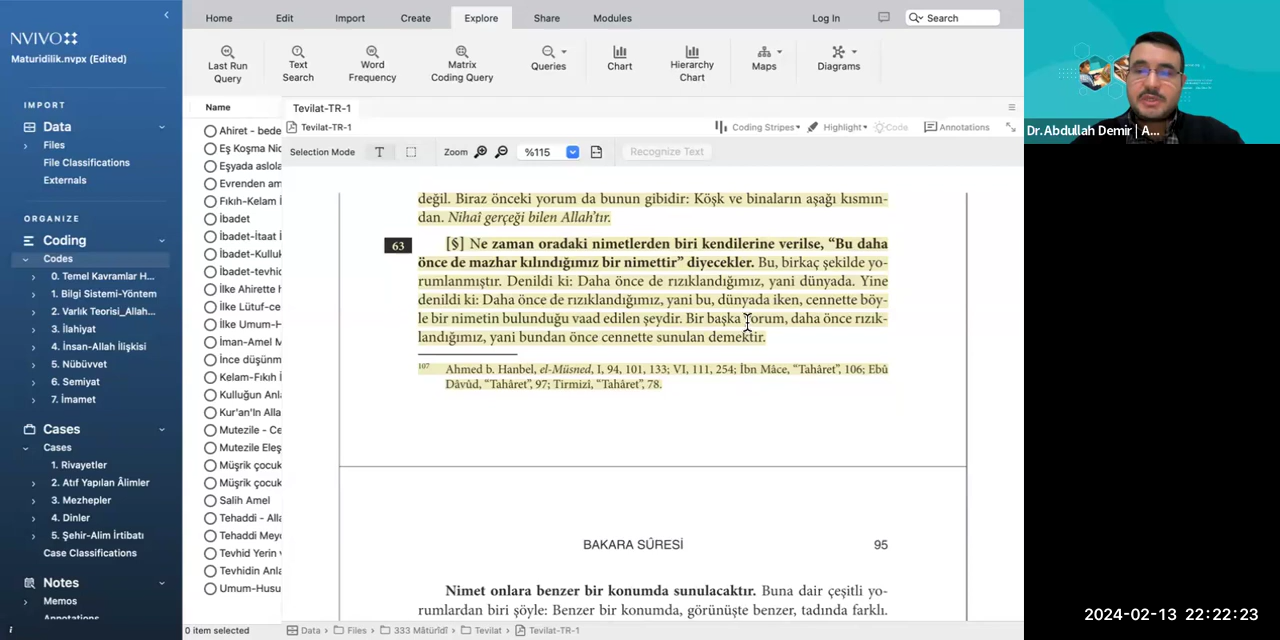 NVIVO
Maturidilik.nvpx (Edited)
IMPORT
Data
Files
File Classifications
Externals
ORGANIZE
Coding
Codes
0. Temel Kavramlar H...
1. Bilgi Sistemi-Yöntem
2. Varlık Teorisi_Allah...
3. İlahiyat
4. İnsan-Allah İlişkisi
5. Nübüvvet
6. Semiyat
7. İmamet
Cases
Cases
1. Rivayetler
2. Atıf Yapılan Âlimler
3. Mezhepler
4. Dinler
5. Şehir-Alim İrtibatı
Case Classifications
Notes
Memos
Annotations
Home Edit Import Create Explore Share Modules Log In Search
Last Run Query
Text Search
Word Frequency
Matrix Coding Query
Queries
Chart
Hierarchy Chart
Maps
Diagrams
Name
Ahiret - bede
Eş Koşma Nic
Eşyada aslola
Evrenden am
Fıkıh-Kelam İ
İbadet
İbadet-İtaat İ
İbadet-Kulluk
İbadet-tevhic
İlke Ahirette h
İlke Lütuf-ce
İlke Umum-H
İman-Amel M
İnce düşünm
Kelam-Fıkıh İ
Kulluğun Anla
Kur'an'In Alla
Mutezile - Ce
Mutezile Eleş
Müşrik çocuk
Müşrik çocuk
Salih Amel
Tehaddi - Alla
Tehaddi Meyd
Tevhid Yerin v
Tevhidin Anla
Umum-Husu
0 item selected
Tevilat-TR-1
Tevilat-TR-1 Coding Stripes Highlight Code Annotations
Selection Mode T Zoom %115 Recognize Text
değil. Biraz önceki yorum da bunun gibidir: Köşk ve binaların aşağı kısmın-
dan. Nihaî gerçeği bilen Allah'tır.
63 [§] Ne zaman oradaki nimetlerden biri kendilerine verilse, “Bu daha
önce de mazhar kılındığımız bir nimettir” diyecekler. Bu, birkaç şekilde yo-
rumlanmıştır. Denildi ki: Daha önce de rızıklandığımız, yani dünyada. Yine
denildi ki: Daha önce de rızıklandığımız, yani bu, dünyada iken, cennette böy-
le bir nimetin bulunduğu vaad edilen şeydir. Bir başka yorum, daha önce rızık-
landığımız, yani bundan önce cennette sunulan demektir.
107 Ahmed b. Hanbel, el-Müsned, I, 94, 101, 133; VI, 111, 254; İbn Mâce, “Tahâret”, 106; Ebû
Dâvûd, “Tahâret”, 97; Tirmizî, “Tahâret”, 78.
BAKARA SÛRESİ 95
Nimet onlara benzer bir konumda sunulacaktır. Buna dair çeşitli yo-
rumlardan biri şöyle: Benzer bir konumda, görünüşte benzer, tadında farklı.
Data Files 333 Mâtürîdî Tevilat Tevilat-TR-1
Dr.Abdullah Demir | A...
2024-02-13 22:22:23